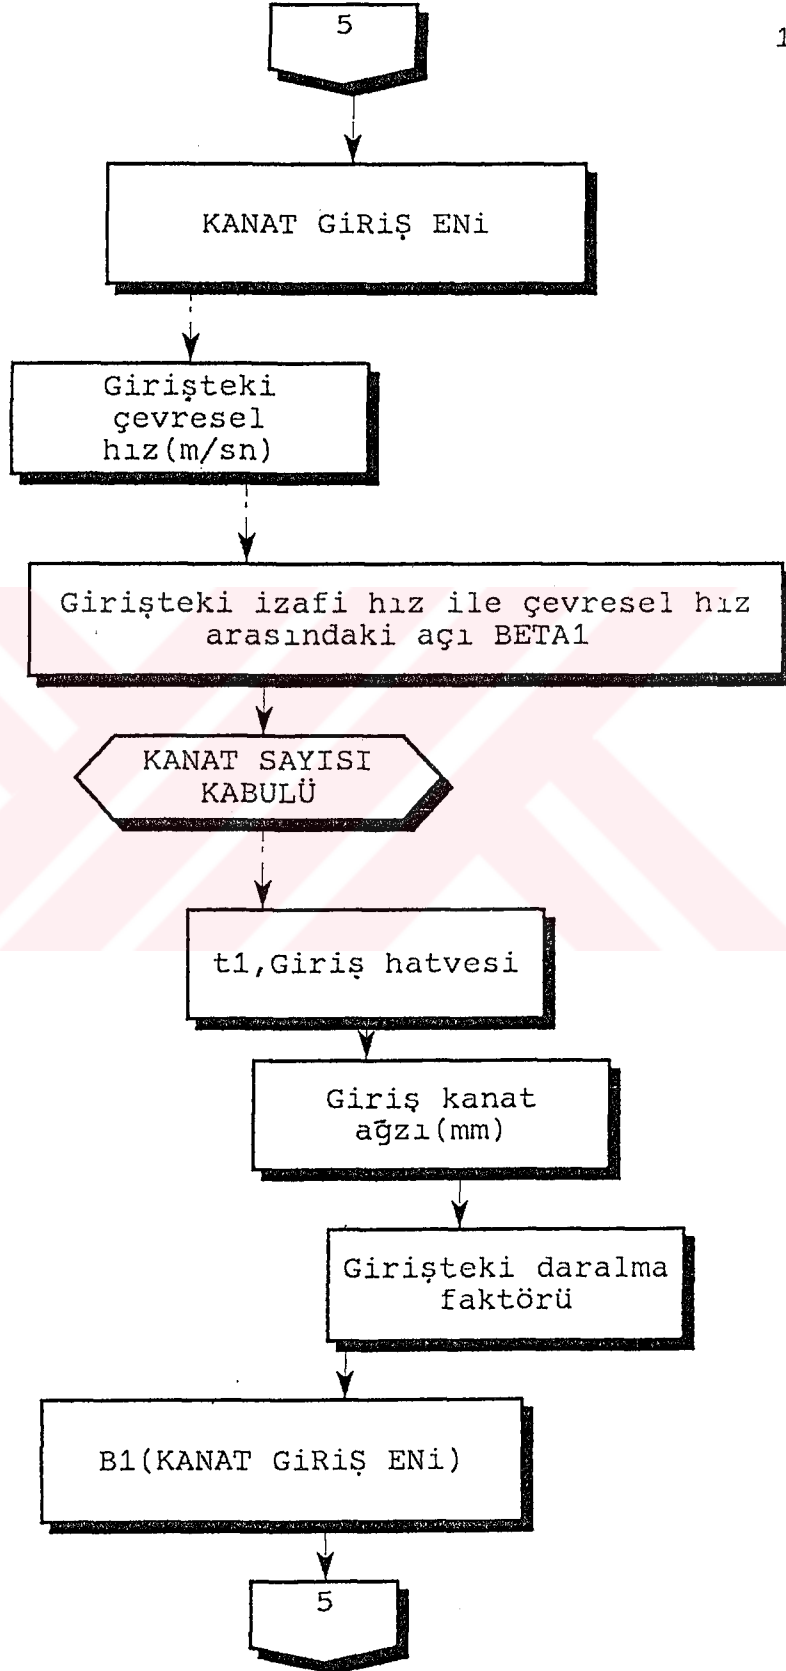 5
1
KANAT GiRiŞ ENi
Girişteki
çevresel
hız(m/sn)
Girişteki izafi hız ile çevresel hız
arasındaki açı BETA1
KANAT SAYISI
KABULÜ
t1,Giriş hatvesi
Giriş kanat
ağzı(mm)
Girişteki daralma
faktörü
B1(KANAT GiRiŞ ENi)
5